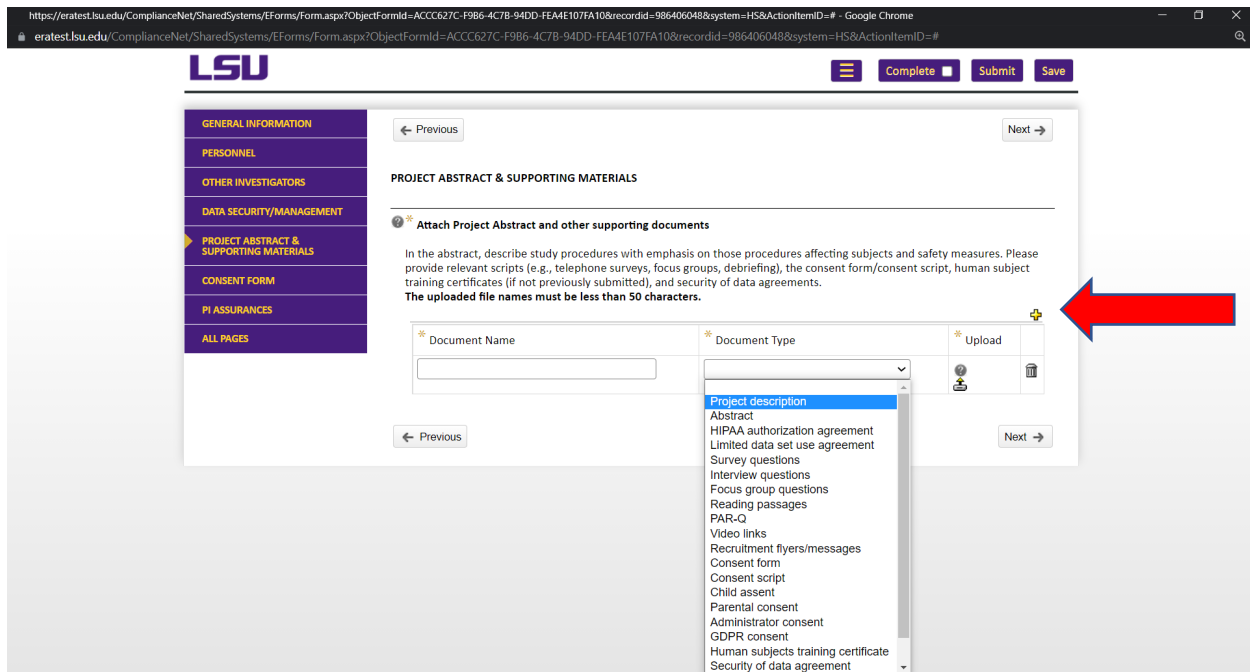 https://eratest.lsu.edu/ComplianceNet/SharedSystems/EForms/Form.aspx?ObjectFormId=ACCC627C-F9B6-4C7B-94DD-FEA4E107FA10&recordid=986406048&system=HS&ActionItemID=# - Google Chrome
eratest.lsu.edu/ComplianceNet/SharedSystems/EForms/Form.aspx?ObjectFormId=ACCC627C-F9B6-4C7B-94DD-FEA4E107FA10&recordid=986406048&system=HS&ActionItemID=#
LSU
Complete
Submit
Save
GENERAL INFORMATION
PERSONNEL
OTHER INVESTIGATORS
DATA SECURITY/MANAGEMENT
PROJECT ABSTRACT &
SUPPORTING MATERIALS
CONSENT FORM
PI ASSURANCES
ALL PAGES
← Previous
Next →
PROJECT ABSTRACT & SUPPORTING MATERIALS
* Attach Project Abstract and other supporting documents
In the abstract, describe study procedures with emphasis on those procedures affecting subjects and safety measures. Please
provide relevant scripts (e.g., telephone surveys, focus groups, debriefing), the consent form/consent script, human subject
training certificates (if not previously submitted), and security of data agreements.
The uploaded file names must be less than 50 characters.
* Document Name
* Document Type
* Upload
Project description
Abstract
HIPAA authorization agreement
Limited data set use agreement
Survey questions
Interview questions
Focus group questions
Reading passages
PAR-Q
Video links
Recruitment flyers/messages
Consent form
Consent script
Child assent
Parental consent
Administrator consent
GDPR consent
Human subjects training certificate
Security of data agreement
← Previous
Next →